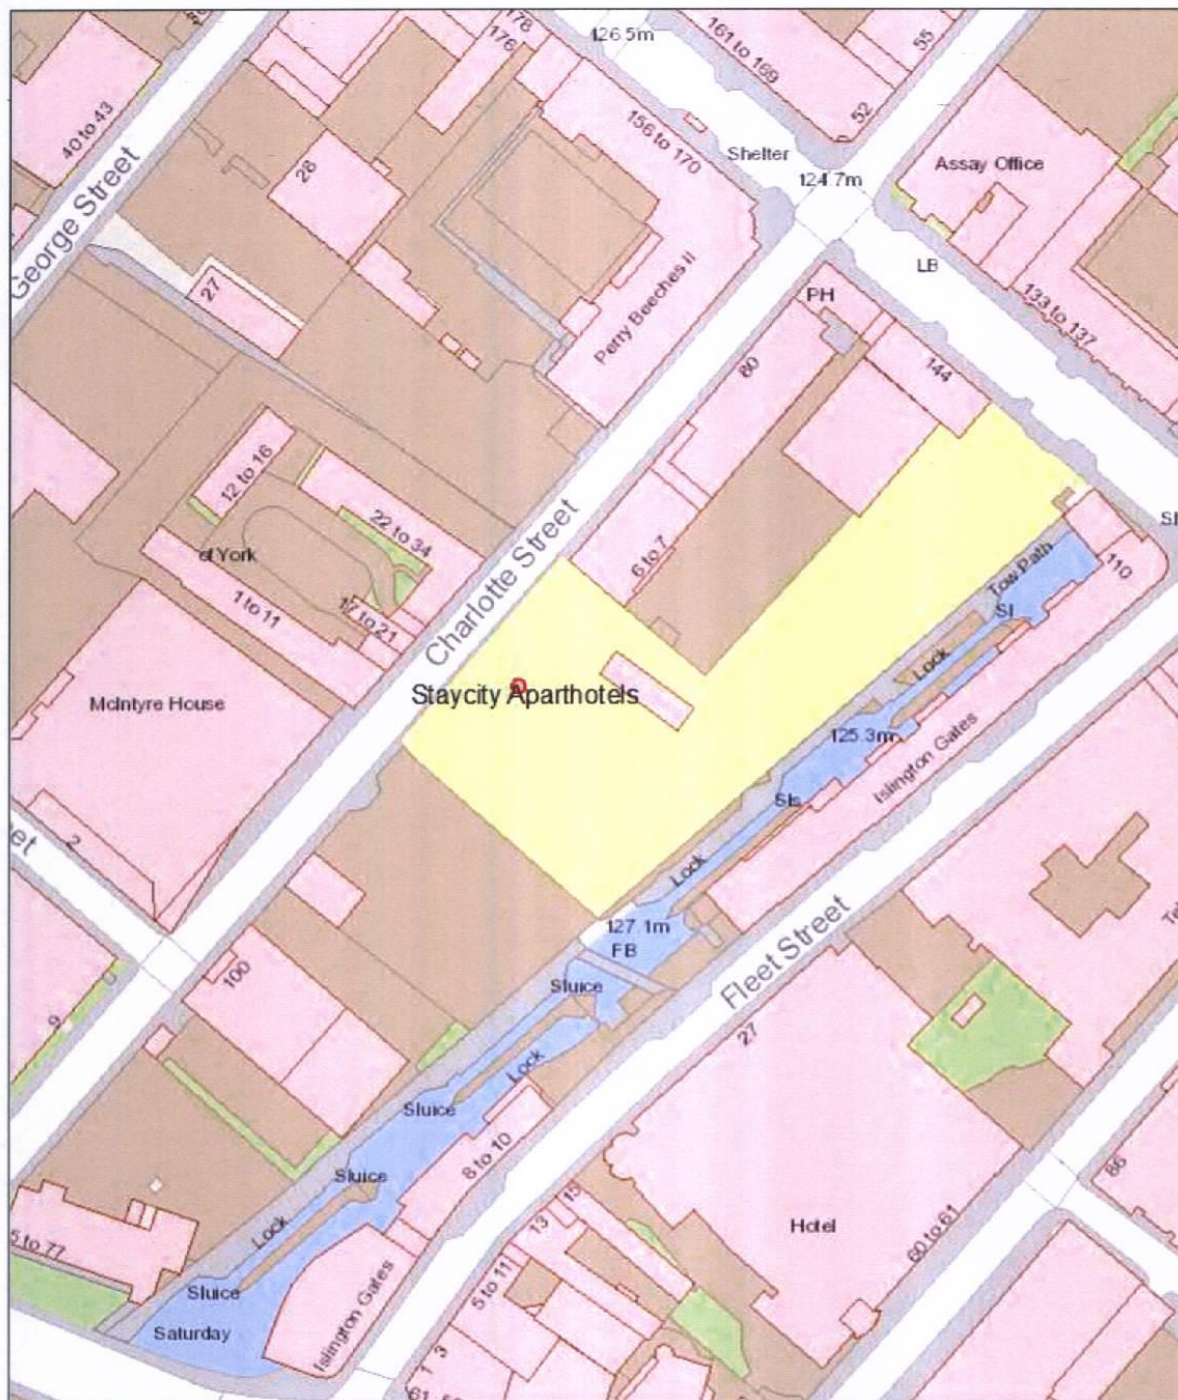 178
176
126.5m
161 to 169
55
52
40 to 43
156 to 170
Shelter
124.7m
Assay Office
28
George Street
LB
27
PH
133 to 137
Perry Beeches II
80
144
12 to 16
22 to 34
of York
Charlotte Street
6 to 7
Tow Path
110
1 to 11
17 to 21
SI
Lock
Staycity Aparthotels
McIntyre House
125.3m
Islington Gates
Sls
2
Lock
127.1m
FB
Fleet Street
100
Sluice
27
9
Lock
Sluice
8 to 10
Sluice
86
15
13
Hotel
60 to 61
5 to 77
Lock
5 to 11
Sluice
Saturday
Islington Gates
3
1